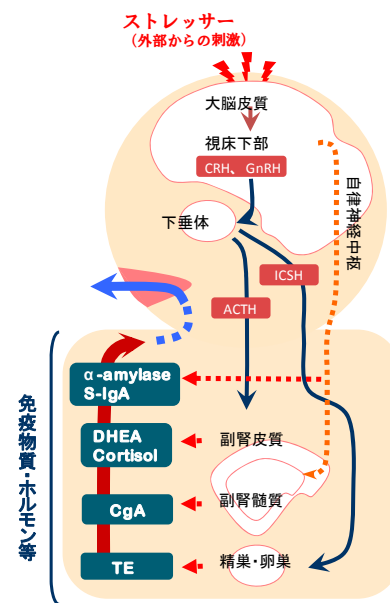 ストレッサー
(外部からの刺激)
大脳皮質
視床下部
CRH、GnRH
自律神経中枢
下垂体
ICSH
ACTH
α-amylase
S-IgA
DHEA
Cortisol
副腎皮質
CgA
副腎髄質
TE
精巣・卵巣
免疫物質・ホルモン等